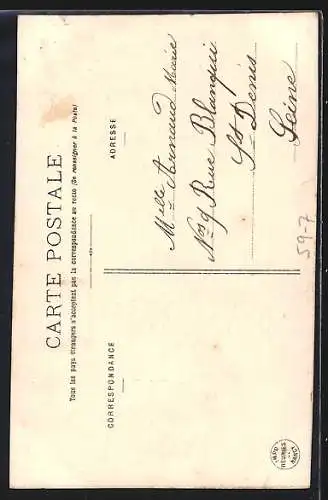 CARTE POSTALE
Tous les pays étrangers n'acceptent pas la correspondance au recto (Se renseigner à la Poste)
CORRESPONDANCE
ADRESSE
Mlle Arnaud Marie
No 9 Rue Blanqui
St Denis
Seine
59-7